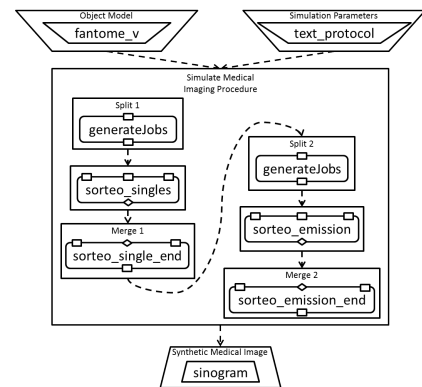 Object Model
fantome_v
Simulation Parameters
text_protocol
Simulate Medical
Imaging Procedure
Split 1
generateJobs
sorteo_singles
Merge 1
sorteo_single_end
Split 2
generateJobs
sorteo_emission
Merge 2
sorteo_emission_end
Synthetic Medical Image
sinogram